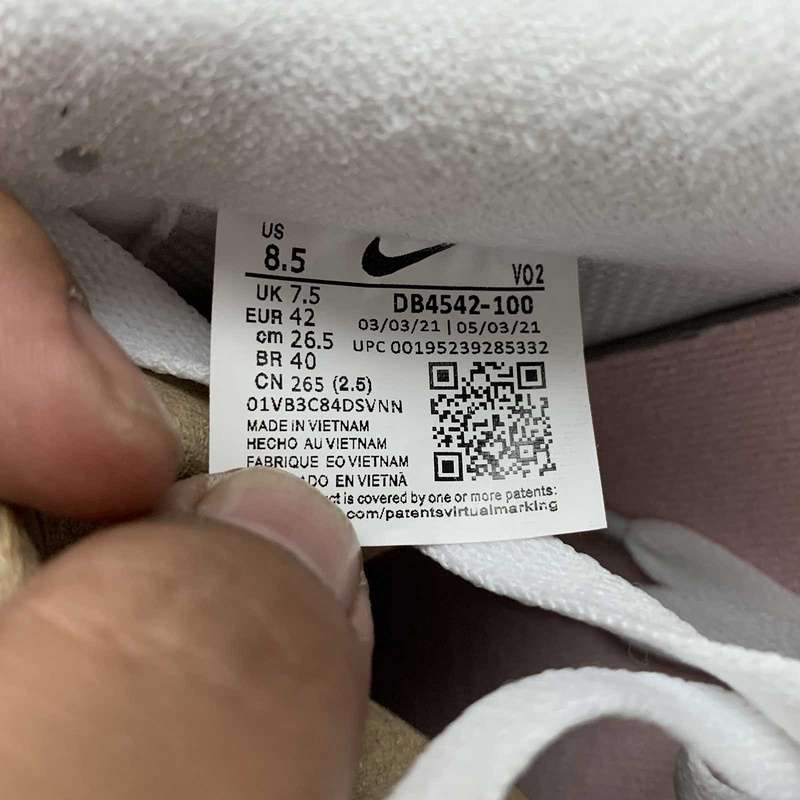 US
8.5
V02
UK 7.5
DB4542-100
EUR 42
03/03/21 | 05/03/21
cm 26.5
UPC 00195239285332
BR 40
CN 265 (2.5)
01VB3C84DSVNN
MADE iN VIETNAM
HECHO AU VIETNAM
FABRIQUE EO VIETNAM
ADO EN VIETNÀ
ct is covered by one or more patents:
.com/patentsvirtualmarking